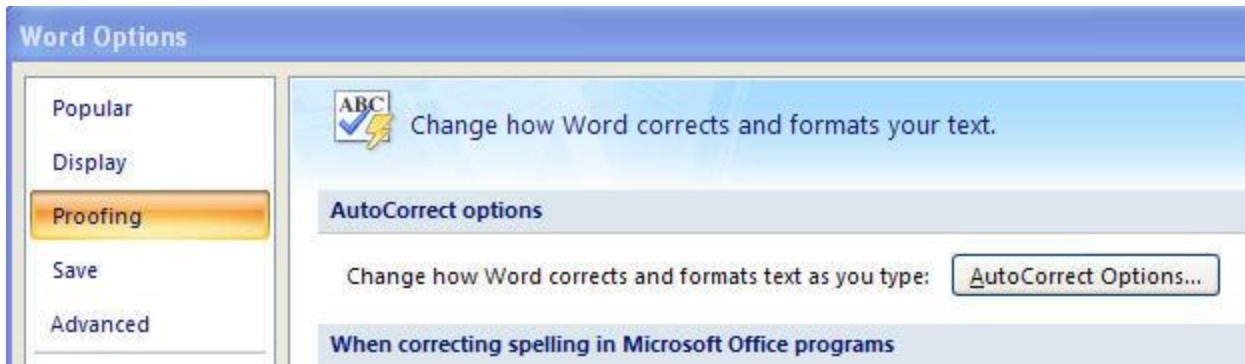 Word Options
Popular
Display
Proofing
Save
Advanced
ABC
Change how Word corrects and formats your text.
AutoCorrect options
Change how Word corrects and formats text as you type:
AutoCorrect Options...
When correcting spelling in Microsoft Office programs